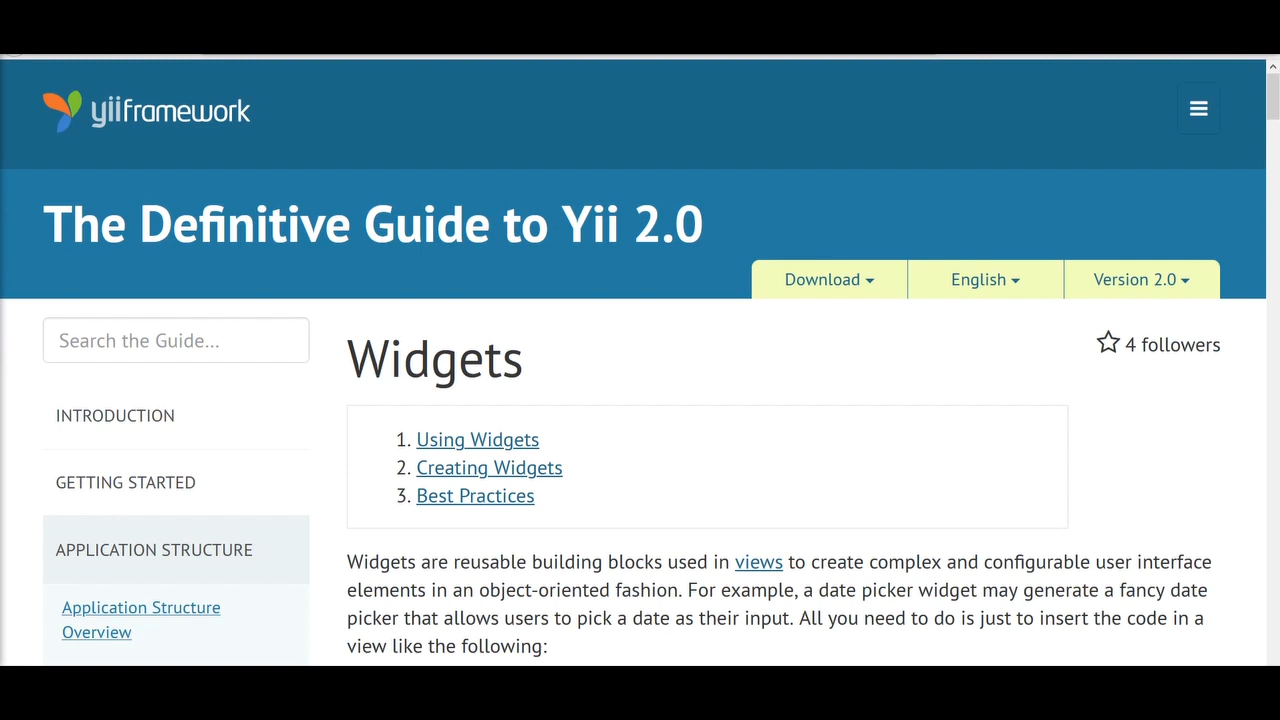 yiiframework
The Definitive Guide to Yii 2.0
Download
English
Version 2.0
Search the Guide...
INTRODUCTION
GETTING STARTED
APPLICATION STRUCTURE
Application Structure
Overview
Widgets
4 followers
1. Using Widgets
2. Creating Widgets
3. Best Practices
Widgets are reusable building blocks used in views to create complex and configurable user interface
elements in an object-oriented fashion. For example, a date picker widget may generate a fancy date
picker that allows users to pick a date as their input. All you need to do is just to insert the code in a
view like the following: